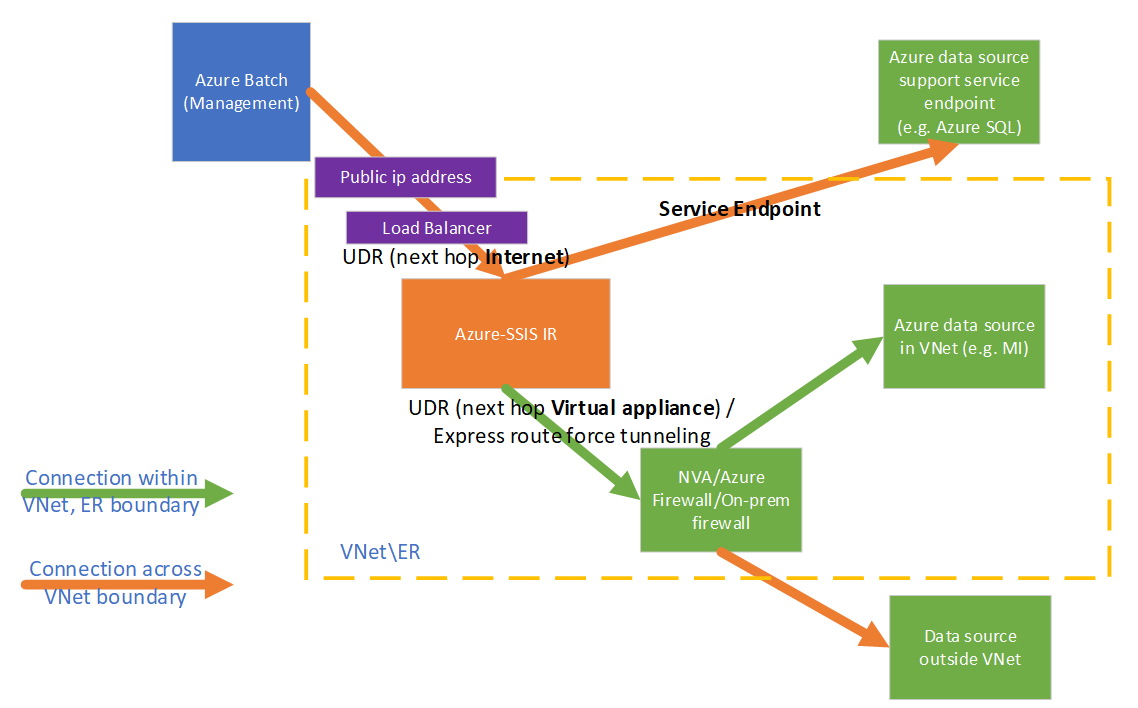 Azure Batch
(Management)
Azure data source
support service
endpoint
(e.g. Azure SQL)
Public ip address
Load Balancer
Service Endpoint
UDR (next hop Internet)
Azure-SSIS IR
Azure data source
in VNet (e.g. MI)
UDR (next hop Virtual appliance) /
Express route force tunneling
Connection within
VNet, ER boundary
NVA/Azure
Firewall/On-prem
firewall
VNet\ER
Connection across
VNet boundary
Data source
outside VNet